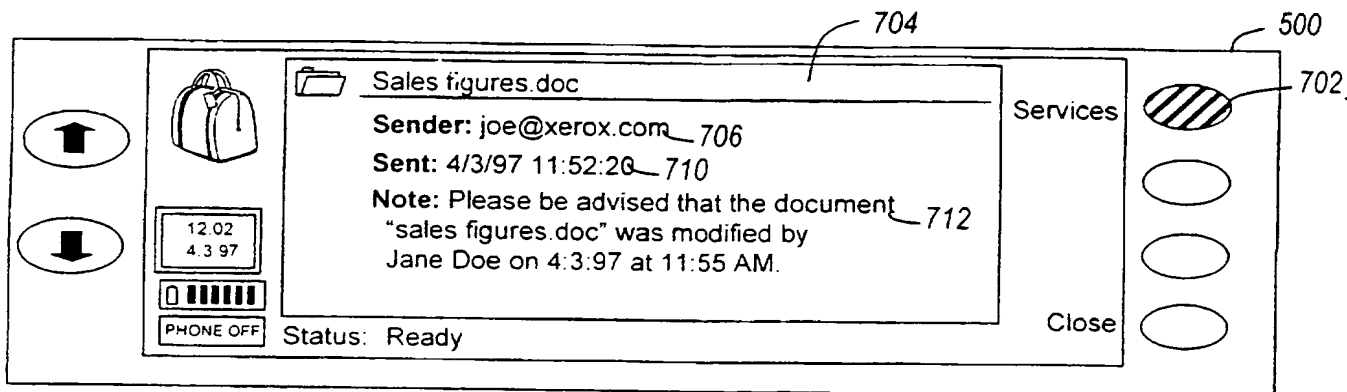 704
500
Sales figures.doc
Services
702
Sender: joe@xerox.com 706
Sent: 4/3/97 11:52:20 710
Note: Please be advised that the document 712
"sales figures.doc" was modified by
Jane Doe on 4:3:97 at 11:55 AM.
12.02
4.3 97
PHONE OFF
Status: Ready
Close